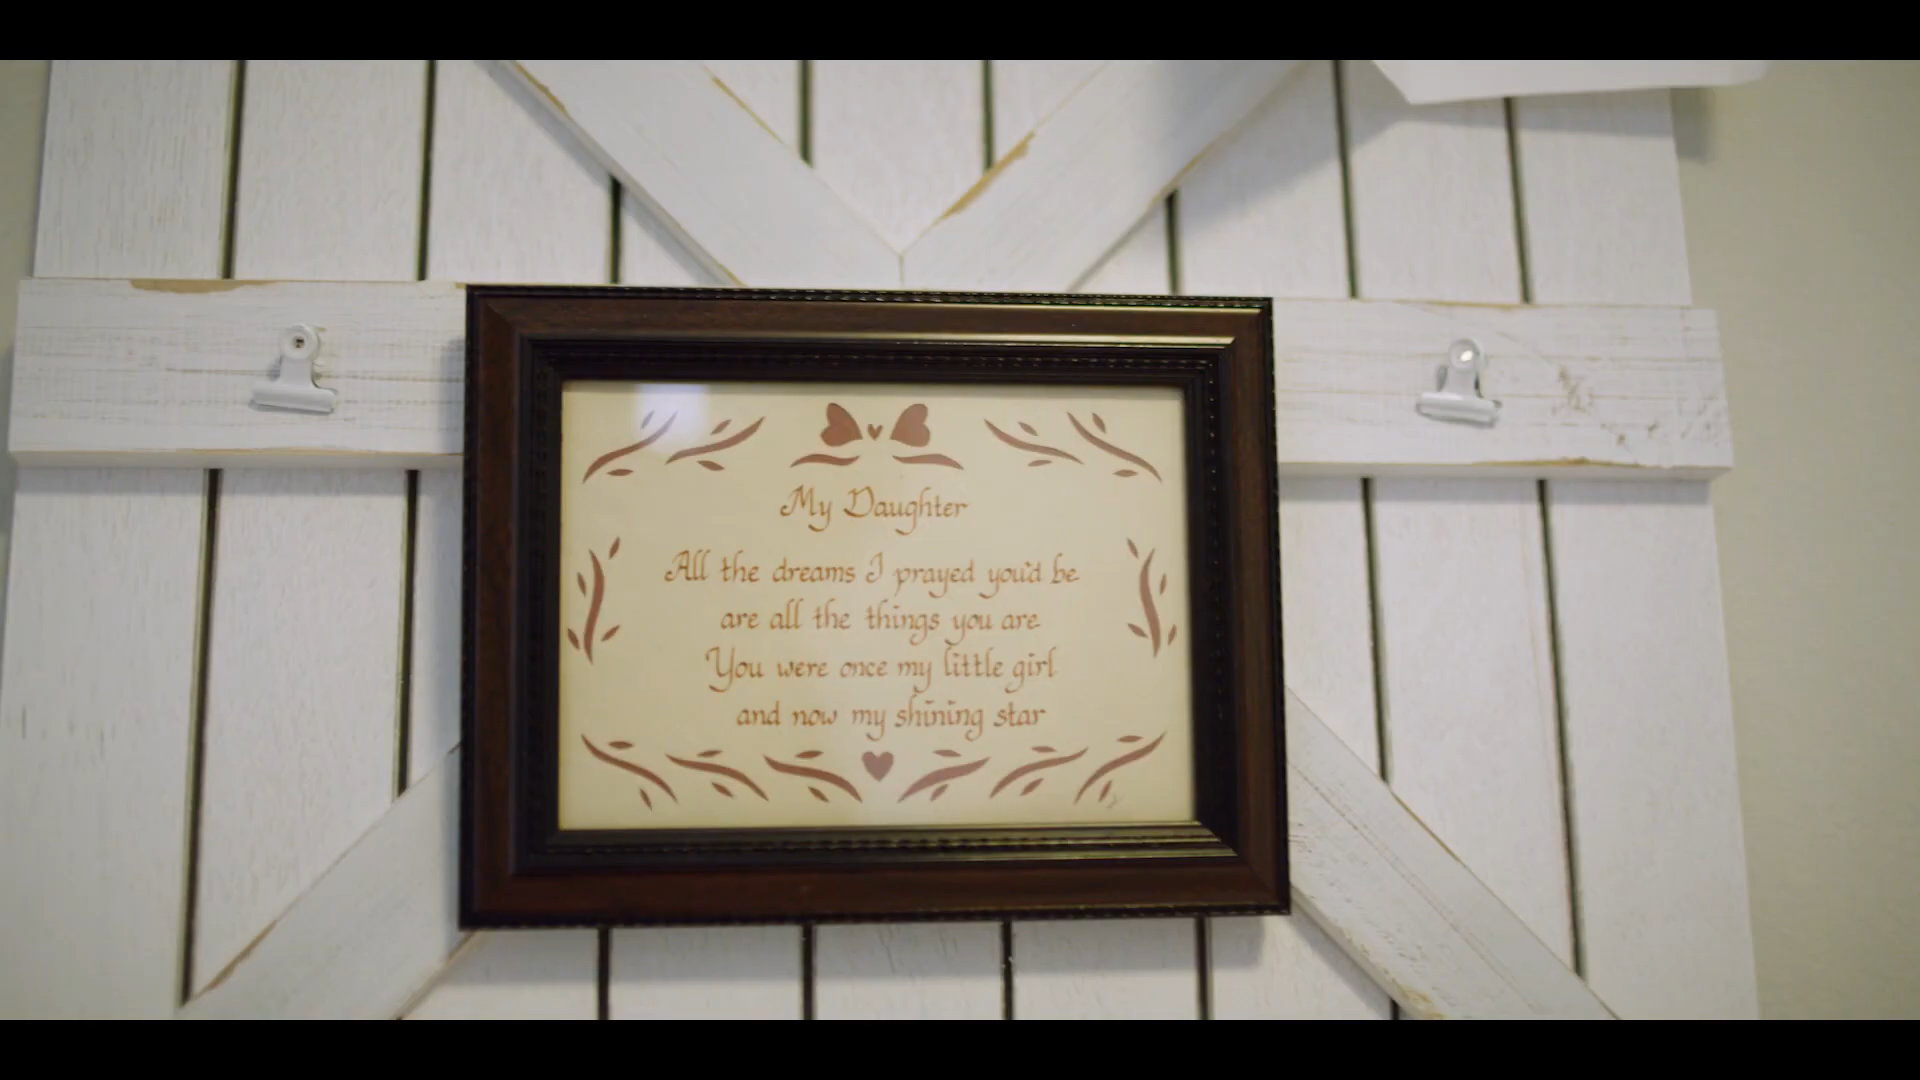 My Daughter
All the dreams I prayed you'd be
are all the things you are
You were once my little girl
and now my shining star